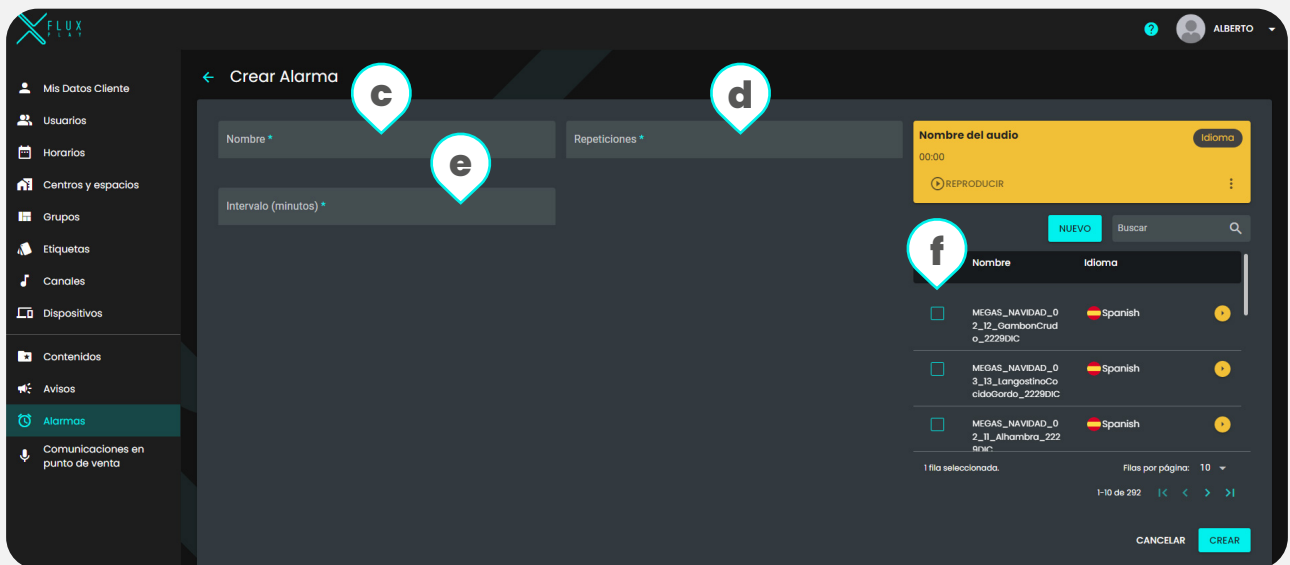 FLUX
PLAY
ALBERTO
Mis Datos Cliente
Usuarios
Horarios
Centros y espacios
Grupos
Etiquetas
Canales
Dispositivos
Contenidos
Avisos
Alarmas
Comunicaciones en
punto de venta
Crear Alarma
c
d
Nombre *
Repeticiones *
e
Intervalo (minutos) *
Nombre del audio
Idioma
00:00
REPRODUCIR
NUEVO
Buscar
f
Nombre
Idioma
MEGAS_NAVIDAD_0
2_12_GambonCrud
o_2229DIC
Spanish
MEGAS_NAVIDAD_0
3_13_LangostinoCo
cidoGordo_2229DIC
Spanish
MEGAS_NAVIDAD_0
2_11_Alhambra_222
9DIC
Spanish
1 fila seleccionada.
Filas por página: 10
1-10 de 292
CANCELAR
CREAR